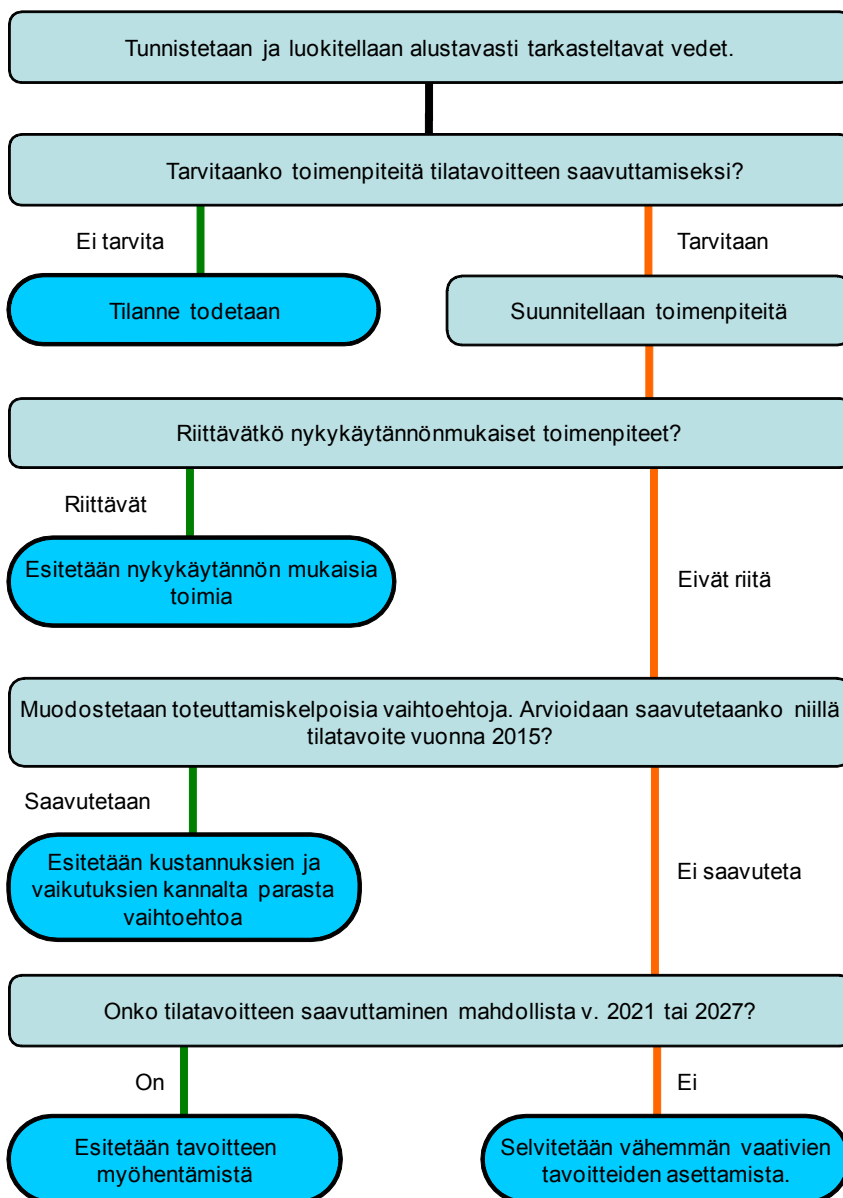 Tunnistetaan ja luokitellaan alustavasti tarkasteltavat vedet.
Tarvitaanko toimenpiteitä tilatavoitteen saavuttamiseksi?
Ei tarvita
Tarvitaan
Tilanne todetaan
Suunnitellaan toimenpiteitä
Riittävätkö nykykäytännönmukaiset toimenpiteet?
Riittävät
Esitetään nykykäytännön mukaisia
toimia
Eivät riitä
Muodostetaan toteuttamiskelpoisia vaihtoehtoja. Arvioidaan saavutetaanko niillä
tilatavoite vuonna 2015?
Saavutetaan
Esitetään kustannuksien ja
vaikutuksien kannalta parasta
vaihtoehtoa
Ei saavuteta
Onko tilatavoitteen saavuttaminen mahdollista v. 2021 tai 2027?
On
Ei
Esitetään tavoitteen
myöhentämistä
Selvitetään vähemmän vaativien
tavoitteiden asettamista.